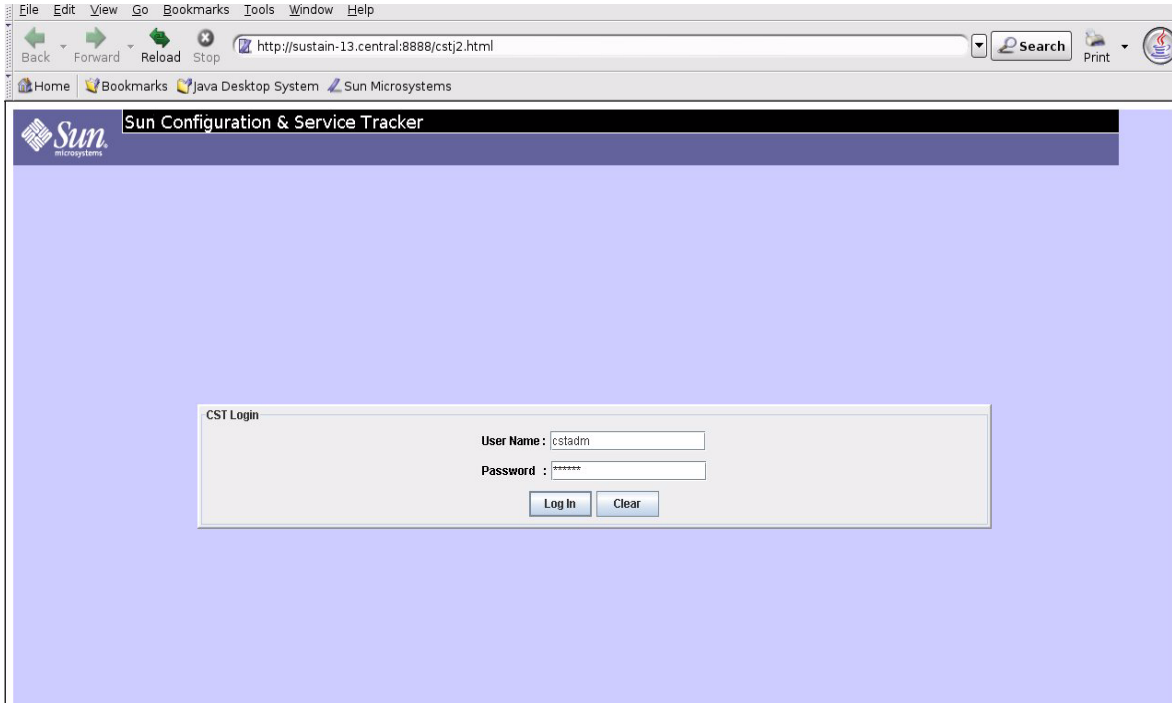 File Edit View Go Bookmarks Tools Window Help
Back Forward Reload Stop http://sustain-13.central:8888/cstj2.html Search Print
Home Bookmarks Java Desktop System Sun Microsystems
Sun microsystems
Sun Configuration & Service Tracker
CST Login
User Name : cstadm
Password : ******
Log In Clear